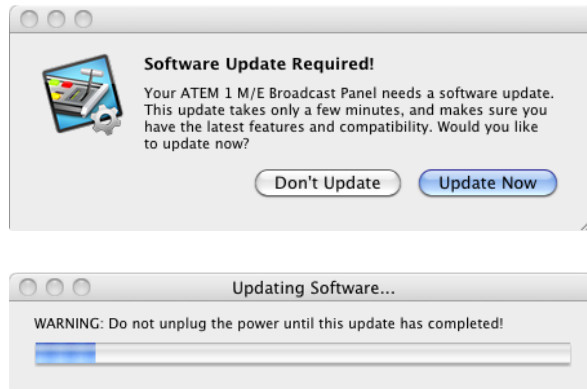 Software Update Required!
Your ATEM 1 M/E Broadcast Panel needs a software update.
This update takes only a few minutes, and makes sure you
have the latest features and compatibility. Would you like
to update now?
Don't Update
Update Now
Updating Software...
WARNING: Do not unplug the power until this update has completed!